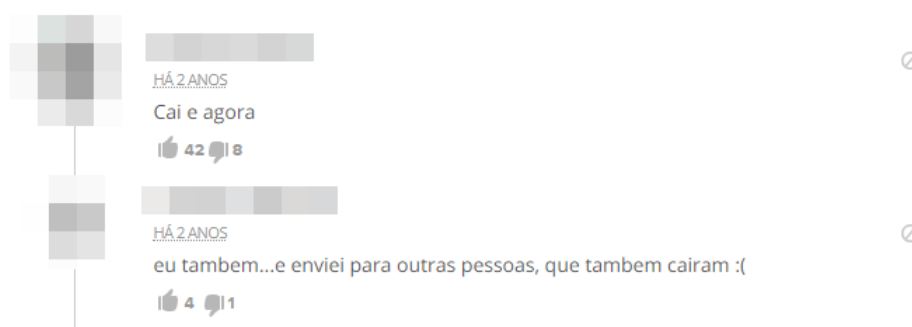 HÁ 2 ANOS
Cai e agora
42 8
HÁ 2 ANOS
eu tambem...e enviei para outras pessoas, que tambem cairam :(
4 1